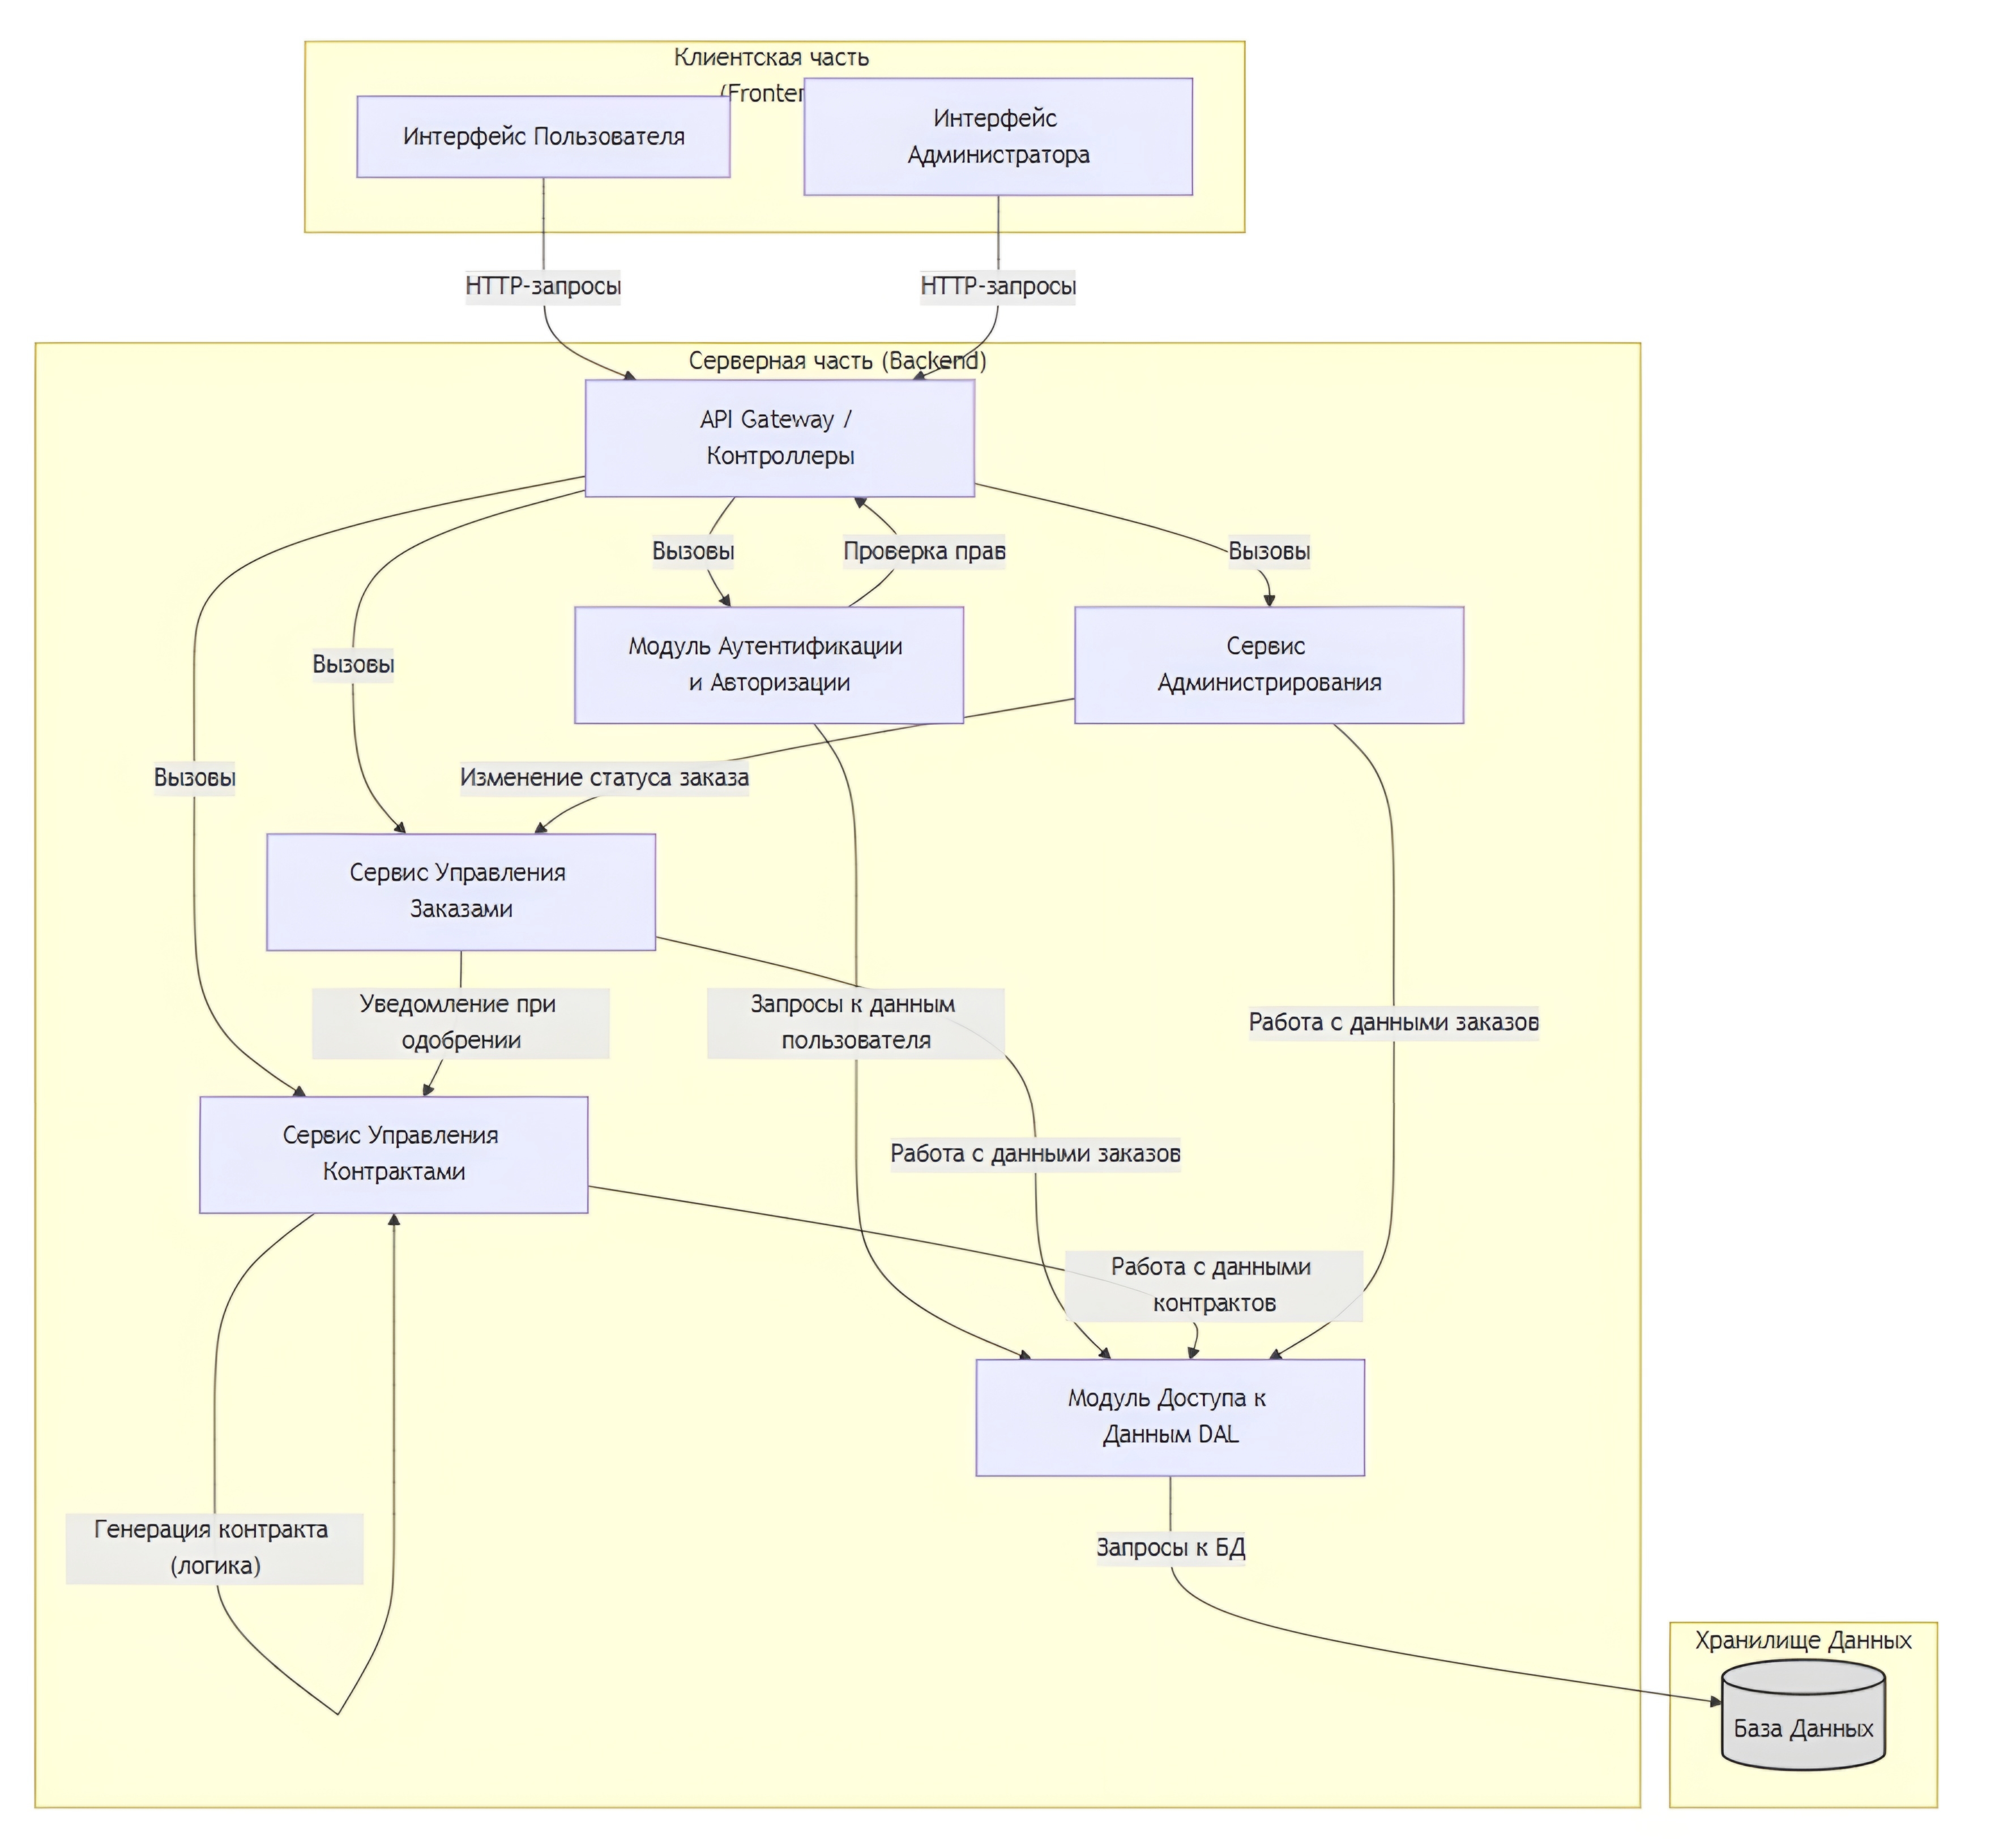 Клиентская часть
(Fronten
Интерфейс Пользователя
Интерфейс
Администратора
HTTP-запросы
HTTP-запросы
Серверная часть (Backend)
API Gateway /
Контроллеры
Вызовы
Проверка прав
Вызовы
Модуль Аутентификации
и Авторизации
Сервис
Администрирования
Вызовы
Вызовы
Изменение статуса заказа
Сервис Управления
Заказами
Уведомление при
одобрении
Запросы к данным
пользователя
Работа с данными заказов
Сервис Управления
Контрактами
Работа с данными заказов
Работа с данными
контрактов
Модуль Доступа к
Данным DAL
Генерация контракта
(логика)
Запросы к БД
Хранилище Данных
База Данных